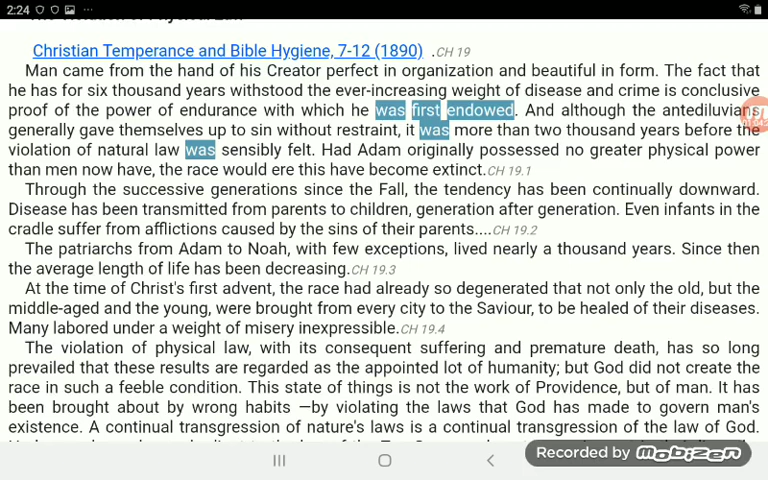 2:24
Christian Temperance and Bible Hygiene, 7-12 (1890) .CH 19
Man came from the hand of his Creator perfect in organization and beautiful in form. The fact that
he has for six thousand years withstood the ever-increasing weight of disease and crime is conclusive
proof of the power of endurance with which he was first endowed. And although the antediluvians
generally gave themselves up to sin without restraint, it was more than two thousand years before the
violation of natural law was sensibly felt. Had Adam originally possessed no greater physical power
than men now have, the race would ere this have become extinct.CH 19.1
Through the successive generations since the Fall, the tendency has been continually downward.
Disease has been transmitted from parents to children, generation after generation. Even infants in the
cradle suffer from afflictions caused by the sins of their parents....CH 19.2
The patriarchs from Adam to Noah, with few exceptions, lived nearly a thousand years. Since then
the average length of life has been decreasing.CH 19.3
At the time of Christ's first advent, the race had already so degenerated that not only the old, but the
middle-aged and the young, were brought from every city to the Saviour, to be healed of their diseases.
Many labored under a weight of misery inexpressible.CH 19.4
The violation of physical law, with its consequent suffering and premature death, has so long
prevailed that these results are regarded as the appointed lot of humanity; but God did not create the
race in such a feeble condition. This state of things is not the work of Providence, but of man. It has
been brought about by wrong habits —by violating the laws that God has made to govern man's
existence. A continual transgression of nature's laws is a continual transgression of the law of God.
Recorded by mobizen